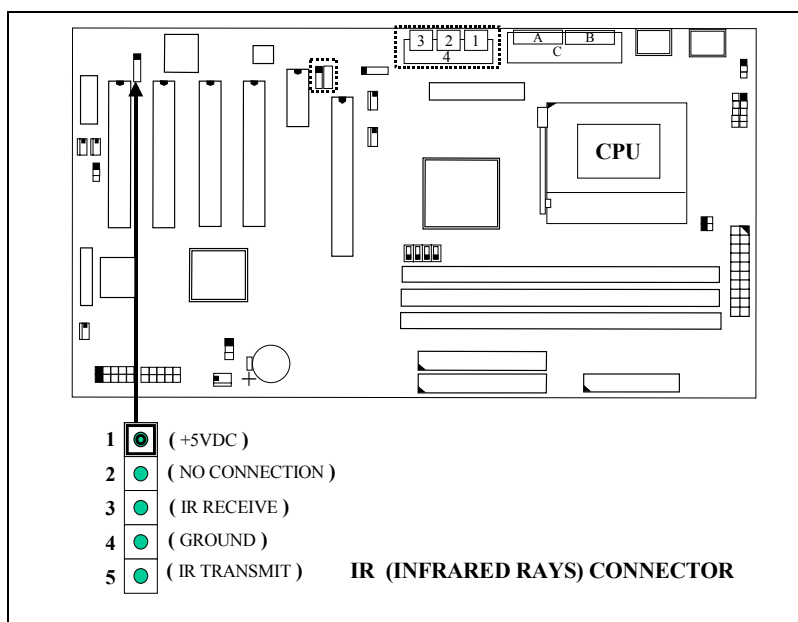 3 2 1
4
A B
C
CPU
+
1 ( +5VDC )
2 ( NO CONNECTION )
3 ( IR RECEIVE )
4 ( GROUND )
5 ( IR TRANSMIT ) IR (INFRARED RAYS) CONNECTOR